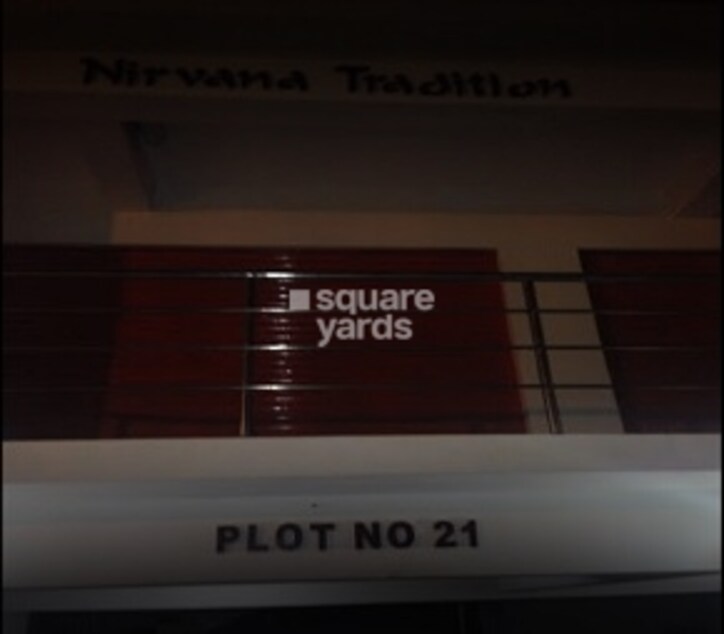 Nirvana Tradition
square
yards
PLOT NO 21